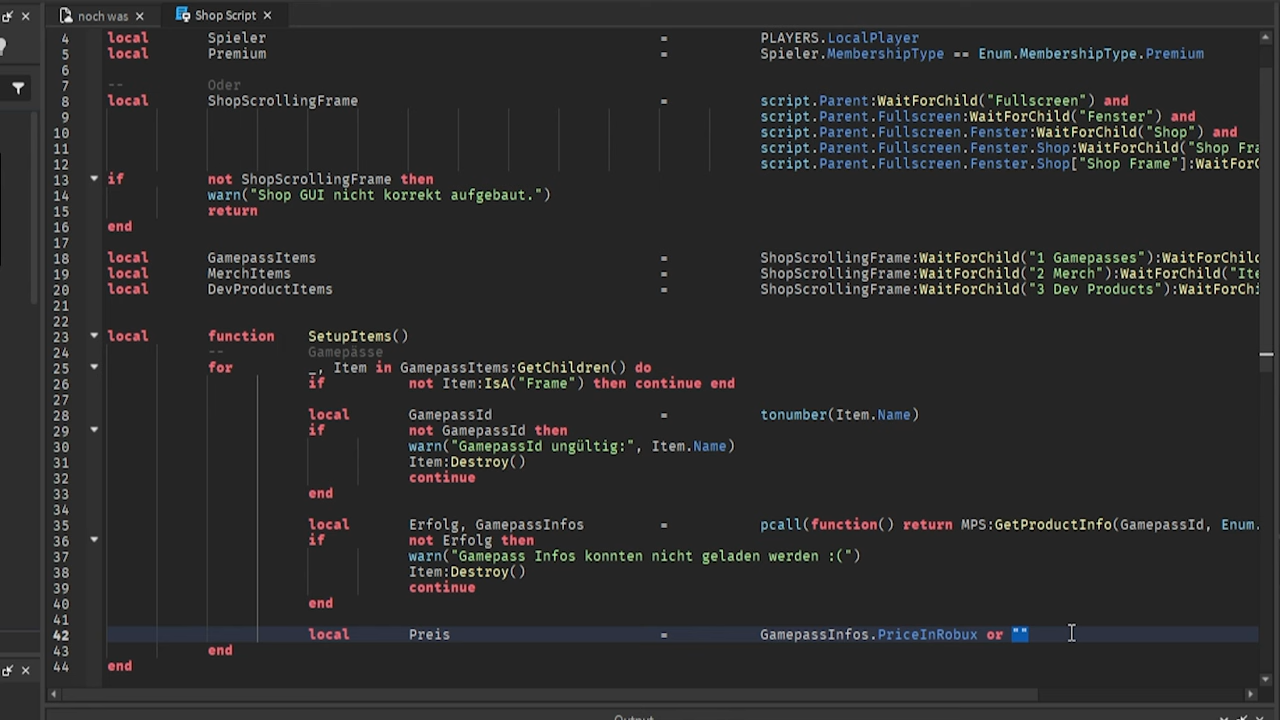 noch was
Shop Script
4 local Spieler = PLAYERS.LocalPlayer
5 local Premium = Spieler.MembershipType == Enum.MembershipType.Premium
6
7 -- Oder
8 local ShopScrollingFrame = script.Parent:WaitForChild("Fullscreen") and
9 script.Parent.Fullscreen:WaitForChild("Fenster") and
10 script.Parent.Fullscreen.Fenster:WaitForChild("Shop") and
11 script.Parent.Fullscreen.Fenster.Shop:WaitForChild("Shop Fra
12 script.Parent.Fullscreen.Fenster.Shop["Shop Frame"]:WaitForC
13 if not ShopScrollingFrame then
14 warn("Shop GUI nicht korrekt aufgebaut.")
15 return
16 end
17
18 local GamepassItems = ShopScrollingFrame:WaitForChild("1 Gamepasses"):WaitForChild
19 local MerchItems = ShopScrollingFrame:WaitForChild("2 Merch"):WaitForChild("Ite
20 local DevProductItems = ShopScrollingFrame:WaitForChild("3 Dev Products"):WaitForChi
21
22
23 local function SetupItems()
24 -- Gamepässe
25 for _, Item in GamepassItems:GetChildren() do
26 if not Item:IsA("Frame") then continue end
27
28 local GamepassId = tonumber(Item.Name)
29 if not GamepassId then
30 warn("GamepassId ungültig:", Item.Name)
31 Item:Destroy()
32 continue
33 end
34
35 local Erfolg, GamepassInfos = pcall(function() return MPS:GetProductInfo(GamepassId, Enum.
36 if not Erfolg then
37 warn("Gamepass Infos konnten nicht geladen werden :(")
38 Item:Destroy()
39 continue
40 end
41
42 local Preis = GamepassInfos.PriceInRobux or ""
43 end
44 end
Output